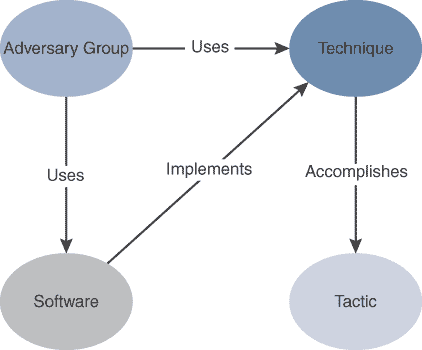 Adversary Group
Uses
Technique
Uses
Implements
Accomplishes
Software
Tactic